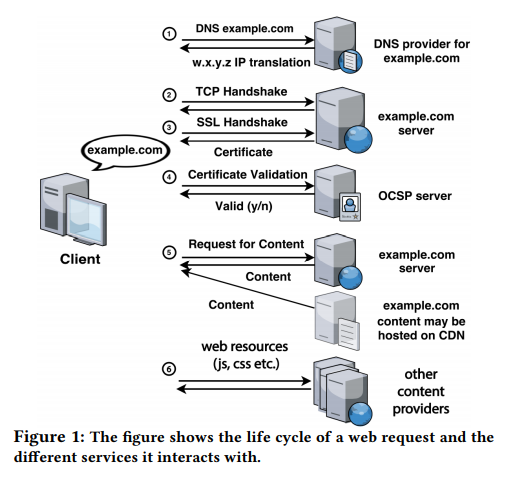 1
DNS example.com
w.x.y.z IP translation
DNS provider for
example.com
2
TCP Handshake
3
SSL Handshake
Certificate
example.com
server
example.com
Client
4
Certificate Validation
Valid (y/n)
OCSP server
5
Request for Content
Content
example.com
server
Content
example.com
content may be
hosted on CDN
6
web resources
(js, css etc.)
other
content
providers
Figure 1: The figure shows the life cycle of a web request and the
different services it interacts with.